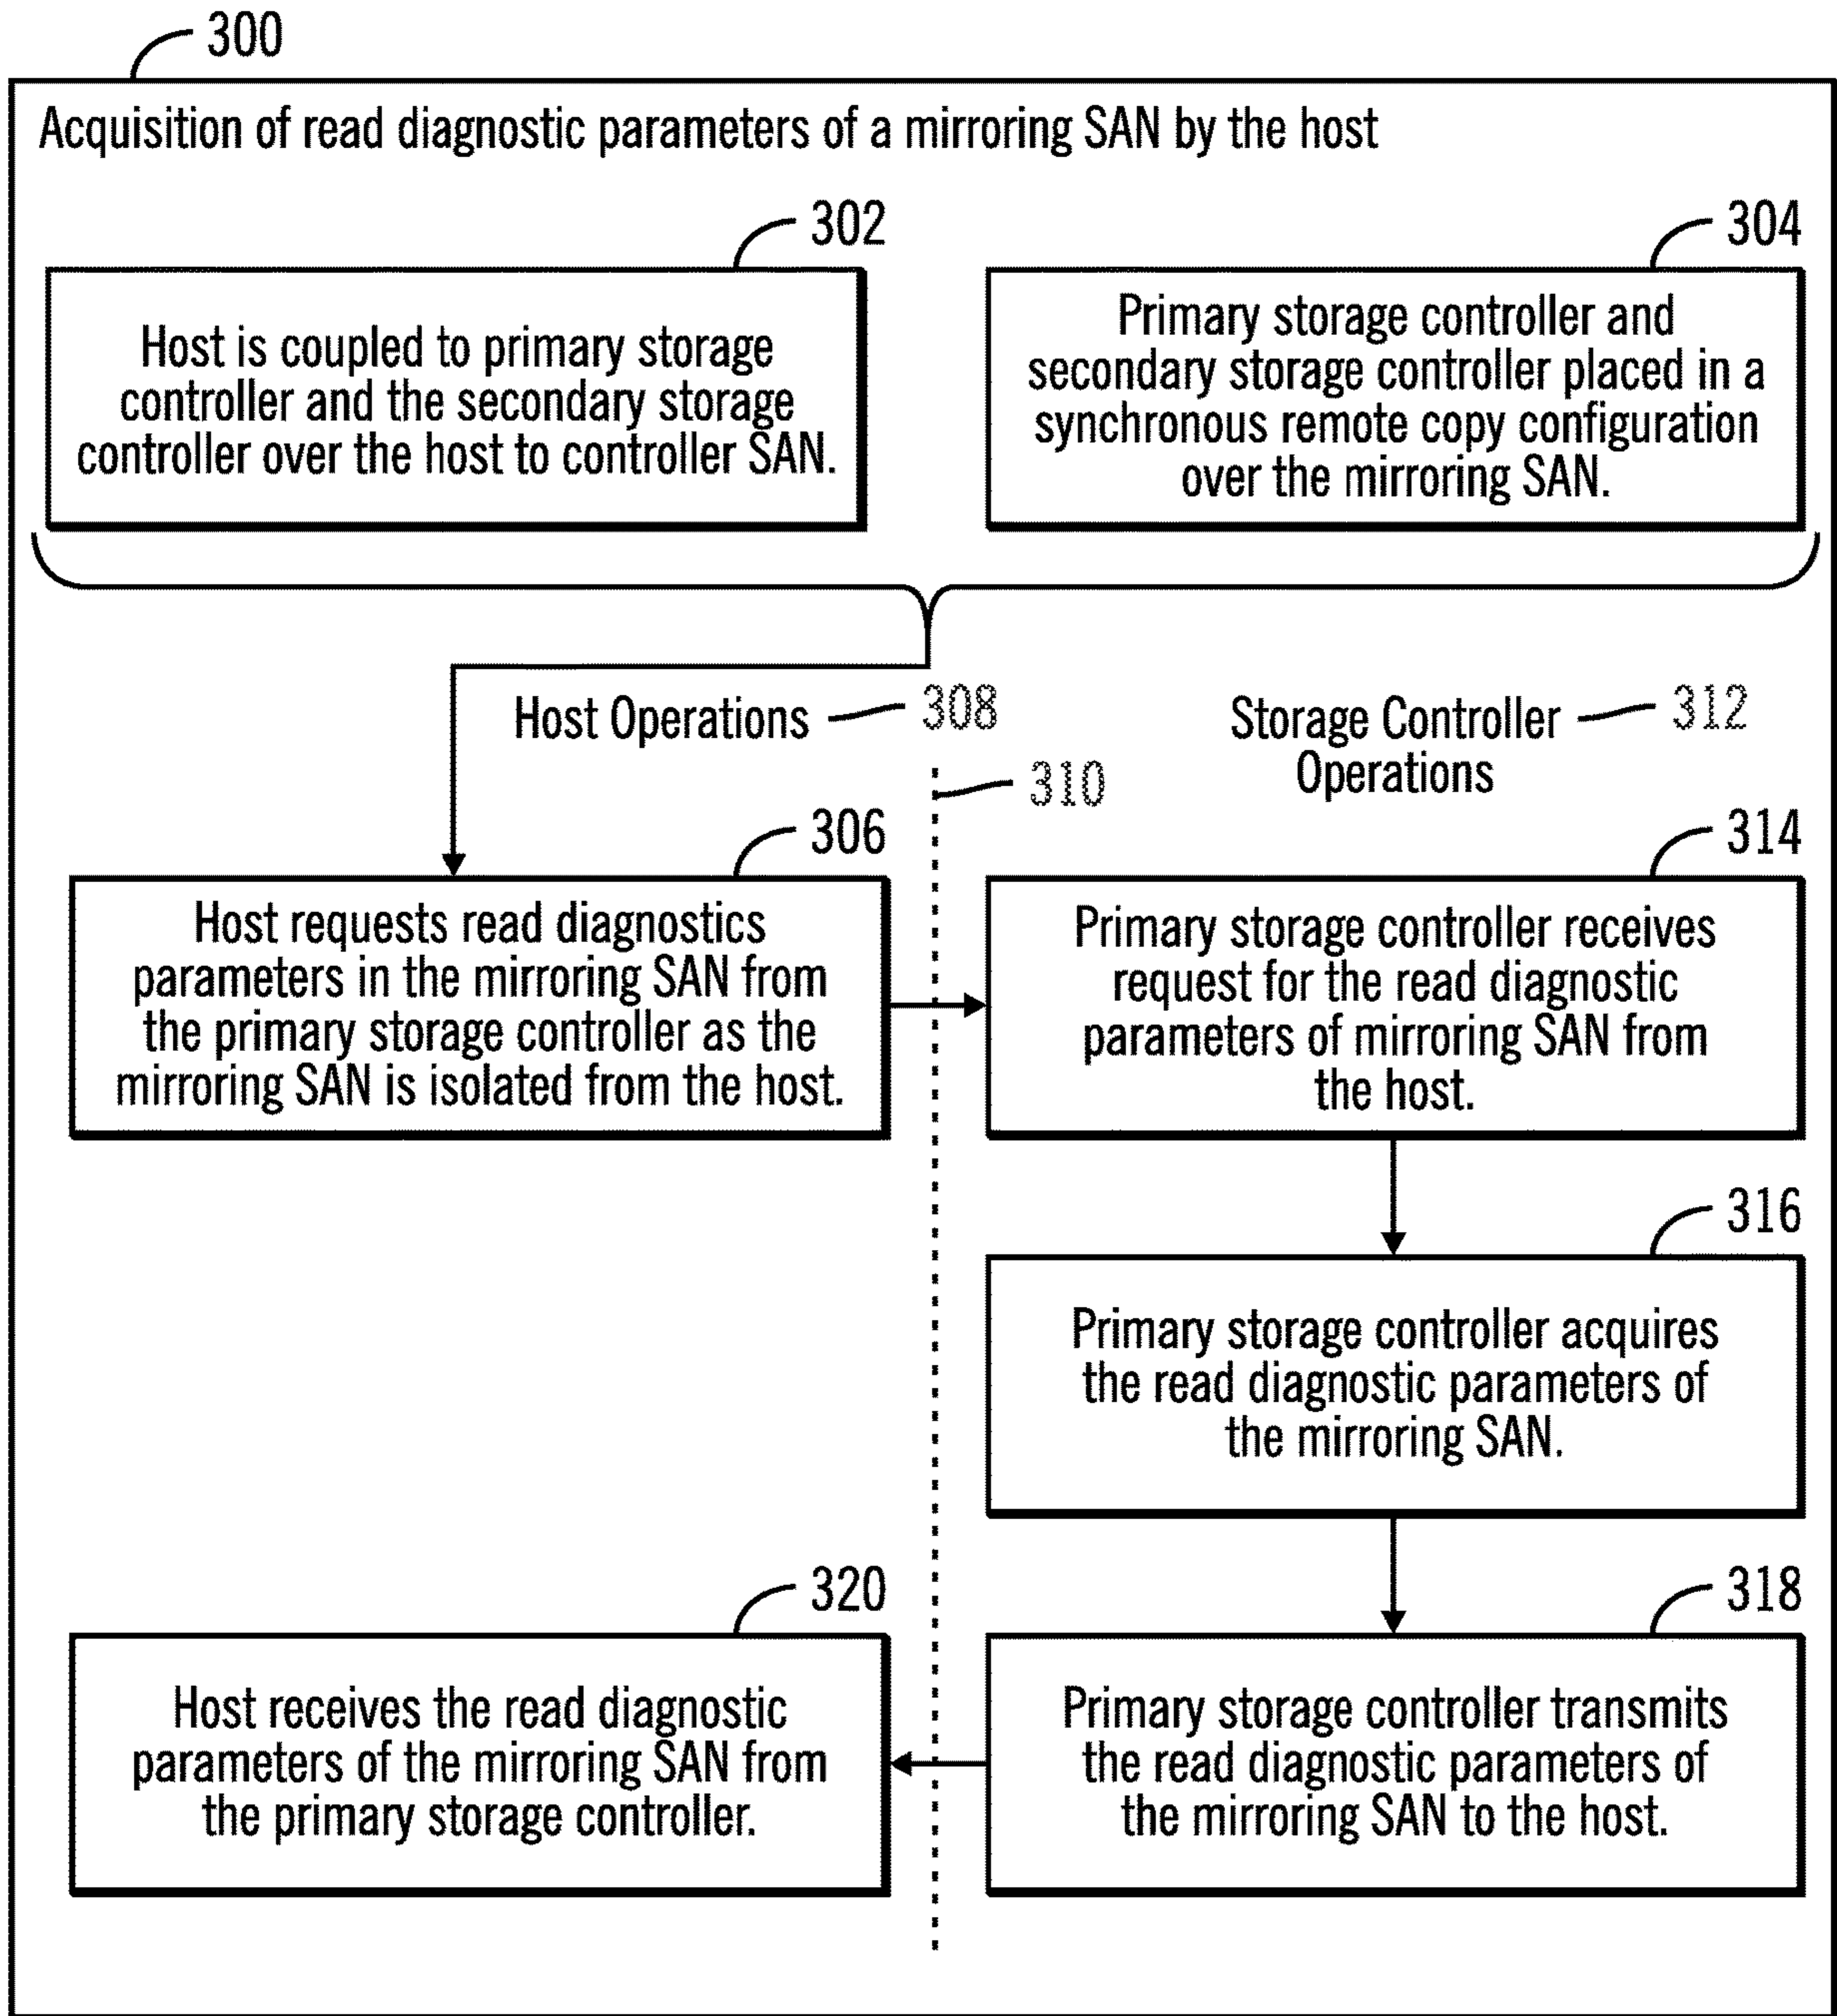 300
Acquisition of read diagnostic parameters of a mirroring SAN by the host
302
Host is coupled to primary storage
controller and the secondary storage
controller over the host to controller SAN.
304
Primary storage controller and
secondary storage controller placed in a
synchronous remote copy configuration
over the mirroring SAN.
Host Operations 308
Storage Controller 312
Operations
310
306
Host requests read diagnostics
parameters in the mirroring SAN from
the primary storage controller as the
mirroring SAN is isolated from the host.
314
Primary storage controller receives
request for the read diagnostic
parameters of mirroring SAN from
the host.
316
Primary storage controller acquires
the read diagnostic parameters of
the mirroring SAN.
318
Primary storage controller transmits
the read diagnostic parameters of
the mirroring SAN to the host.
320
Host receives the read diagnostic
parameters of the mirroring SAN from
the primary storage controller.